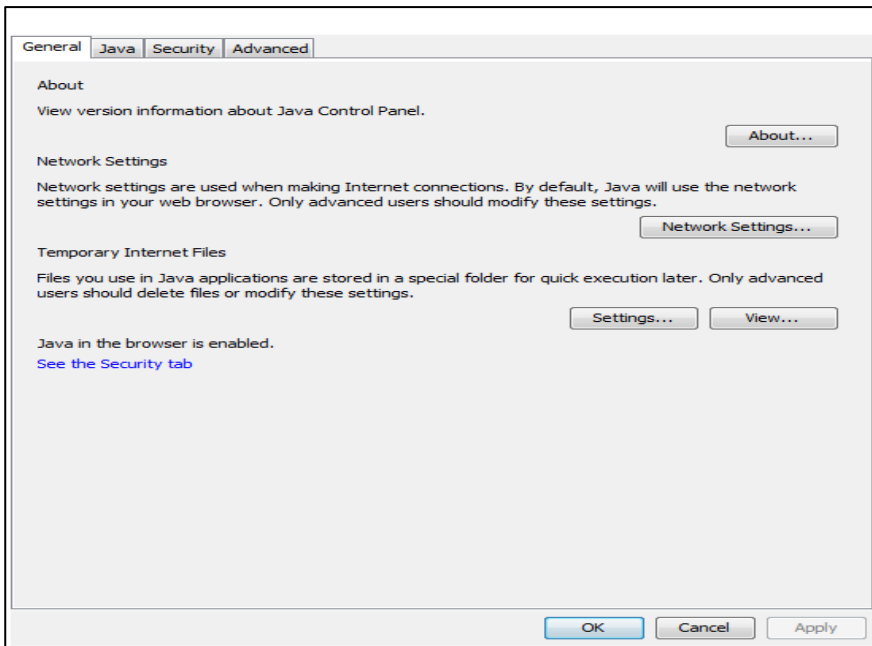 General Java Security Advanced
About
View version information about Java Control Panel.
About...
Network Settings
Network settings are used when making Internet connections. By default, Java will use the network
settings in your web browser. Only advanced users should modify these settings.
Network Settings...
Temporary Internet Files
Files you use in Java applications are stored in a special folder for quick execution later. Only advanced
users should delete files or modify these settings.
Settings... View...
Java in the browser is enabled.
See the Security tab
OK Cancel Apply